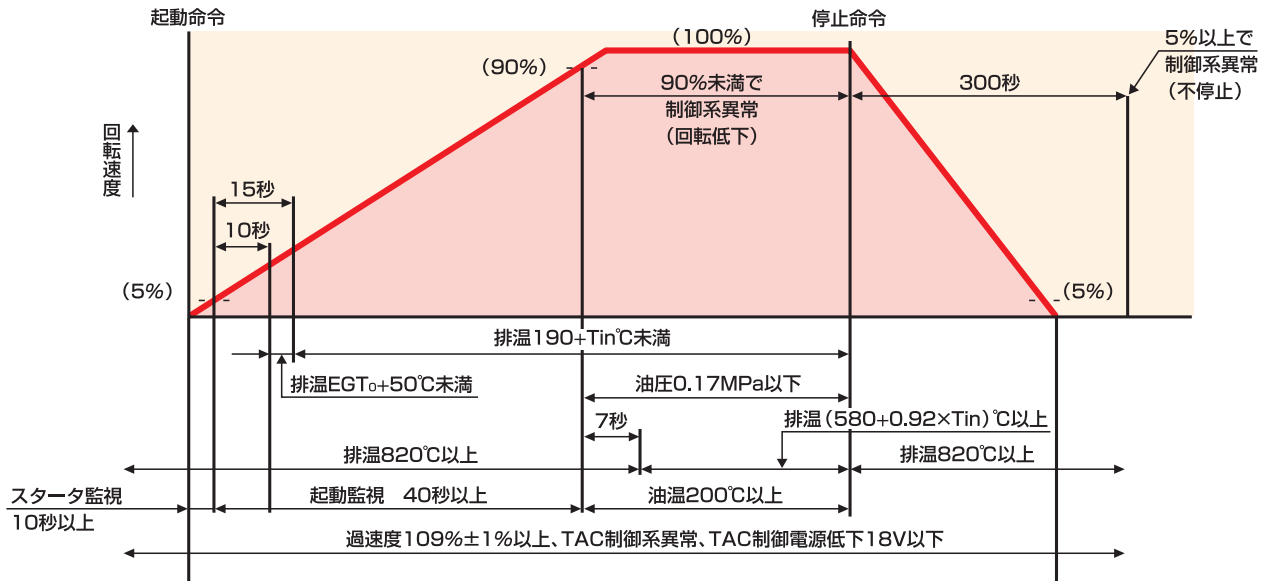 起動命令
停止命令
(100%)
5%以上で
制御系異常
(不停止)
(90%)
90%未満で
制御系異常
(回転低下)
300秒
回転速度
15秒
10秒
(5%)
(5%)
排温190+Tin℃未満
排温EGT₀+50℃未満
油圧0.17MPa以下
7秒
排温(580+0.92×Tin)℃以上
排温820℃以上
排温820℃以上
スタータ監視
10秒以上
起動監視 40秒以上
油温200℃以上
過速度109%±1%以上、TAC制御系異常、TAC制御電源低下18V以下